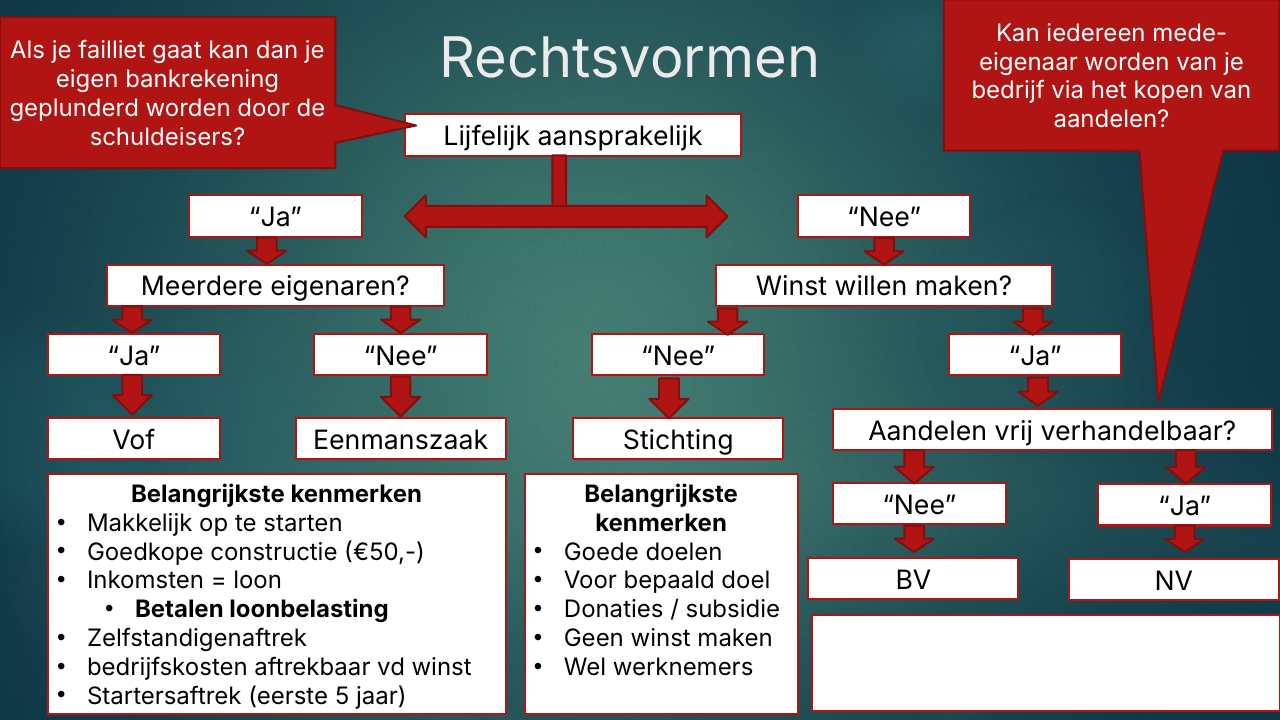 Als je failliet gaat kan dan je
eigen bankrekening
geplunderd worden door de
schuldeisers?
Rechtsvormen
Kan iedereen mede-
eigenaar worden van je
bedrijf via het kopen van
aandelen?
Lijfelijk aansprakelijk
“Ja”
“Nee”
Meerdere eigenaren?
Winst willen maken?
“Ja”
“Nee”
“Nee”
“Ja”
Vof
Eenmanszaak
Stichting
Aandelen vrij verhandelbaar?
“Nee”
“Ja”
BV
NV
Belangrijkste kenmerken
• Makkelijk op te starten
• Goedkope constructie (€50,-)
• Inkomsten = loon
• Betalen loonbelasting
• Zelfstandigenaftrek
• bedrijfskosten aftrekbaar vd winst
• Startersaftrek (eerste 5 jaar)
Belangrijkste
kenmerken
• Goede doelen
• Voor bepaald doel
• Donaties / subsidie
• Geen winst maken
• Wel werknemers